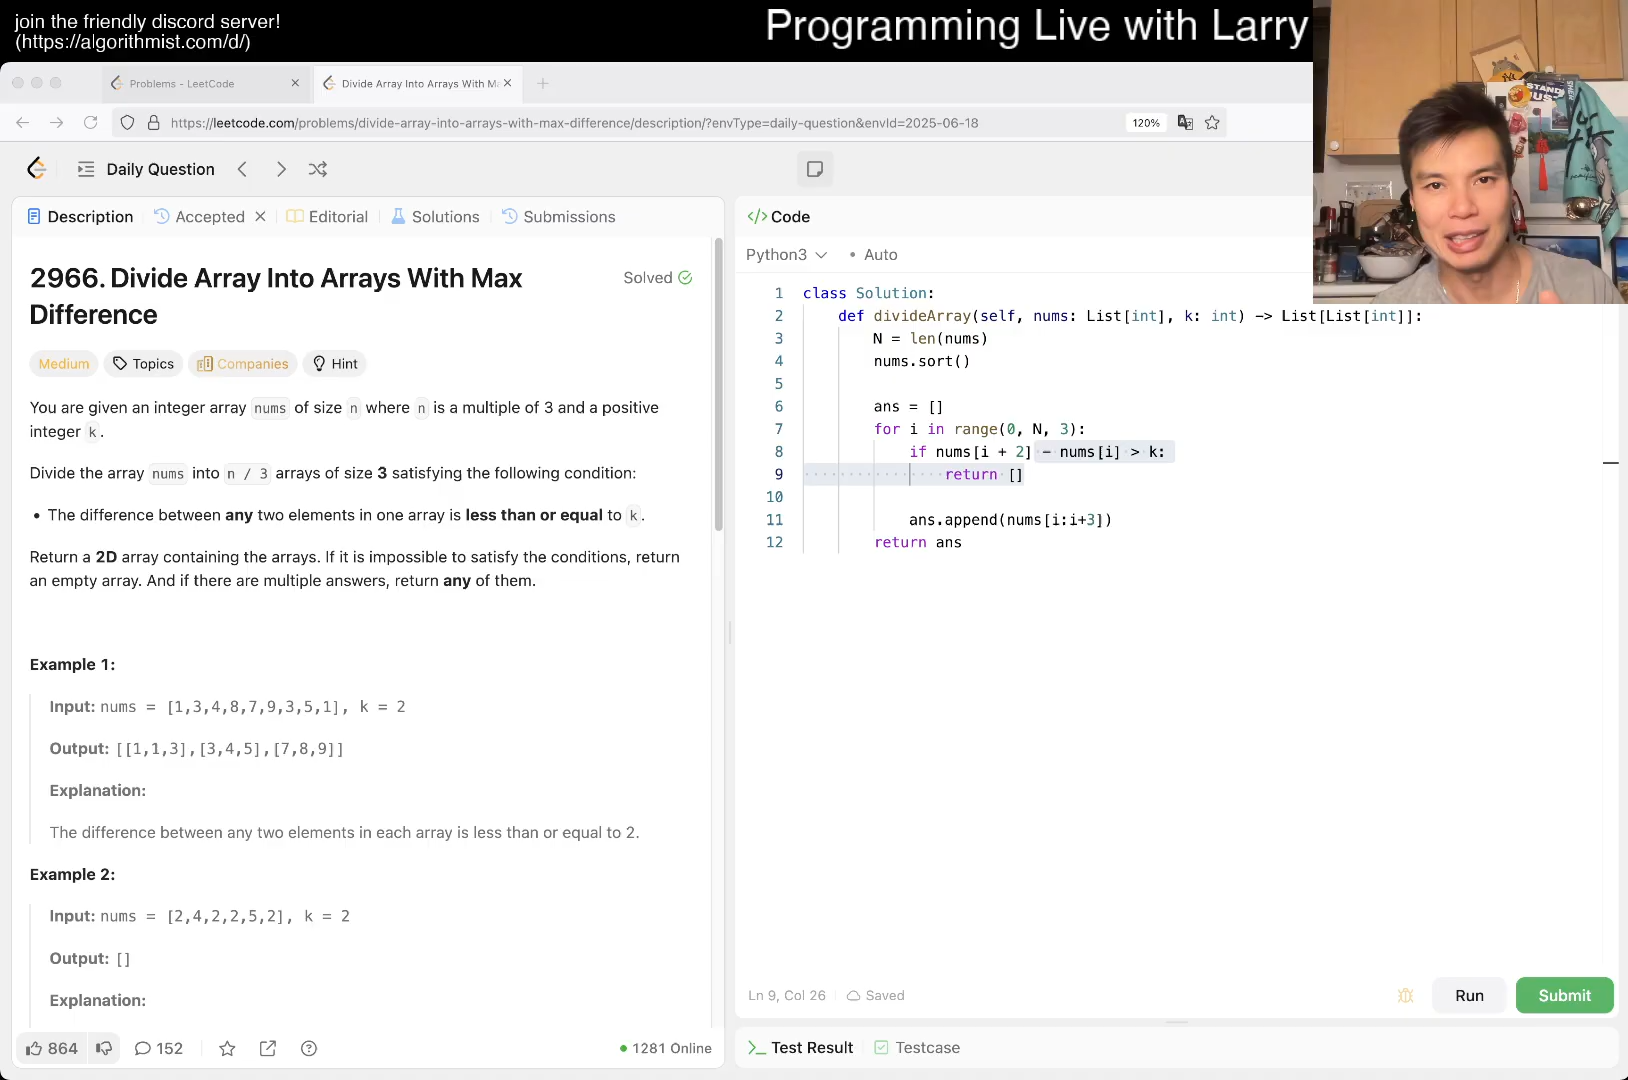 join the friendly discord server!
(https://algorithmist.com/d/)
Programming Live with Larry
Problems - LeetCode
Divide Array Into Arrays With Ma
https://leetcode.com/problems/divide-array-into-arrays-with-max-difference/description/?envType=daily-question&envId=2025-06-18
120%
Daily Question
Description
Accepted
Editorial
Solutions
Submissions
2966. Divide Array Into Arrays With Max
Difference
Solved
Medium
Topics
Companies
Hint
You are given an integer array nums of size n where n is a multiple of 3 and a positive
integer k.
Divide the array nums into n / 3 arrays of size 3 satisfying the following condition:
• The difference between any two elements in one array is less than or equal to k.
Return a 2D array containing the arrays. If it is impossible to satisfy the conditions, return
an empty array. And if there are multiple answers, return any of them.
Example 1:
Input: nums = [1,3,4,8,7,9,3,5,1], k = 2
Output: [[1,1,3],[3,4,5],[7,8,9]]
Explanation:
The difference between any two elements in each array is less than or equal to 2.
Example 2:
Input: nums = [2,4,2,2,5,2], k = 2
Output: []
Explanation:
864
152
1281 Online
</> Code
Python3
• Auto
1 class Solution:
2 def divideArray(self, nums: List[int], k: int) -> List[List[int]]:
3 N = len(nums)
4 nums.sort()
5
6 ans = []
7 for i in range(0, N, 3):
8 if nums[i + 2] - nums[i] > k:
9 return []
10
11 ans.append(nums[i:i+3])
12 return ans
Ln 9, Col 26
Saved
Run
Submit
Test Result
Testcase